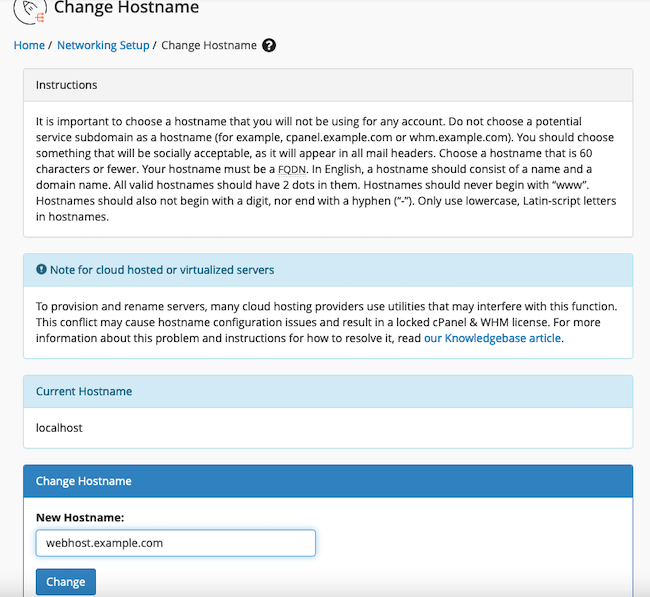 Change Hostname
Home / Networking Setup / Change Hostname ?
Instructions
It is important to choose a hostname that you will not be using for any account. Do not choose a potential
service subdomain as a hostname (for example, cpanel.example.com or whm.example.com). You should choose
something that will be socially acceptable, as it will appear in all mail headers. Choose a hostname that is 60
characters or fewer. Your hostname must be a FQDN. In English, a hostname should consist of a name and a
domain name. All valid hostnames should have 2 dots in them. Hostnames should never begin with “www”.
Hostnames should also not begin with a digit, nor end with a hyphen (“-”). Only use lowercase, Latin-script letters
in hostnames.
Note for cloud hosted or virtualized servers
To provision and rename servers, many cloud hosting providers use utilities that may interfere with this function.
This conflict may cause hostname configuration issues and result in a locked cPanel & WHM license. For more
information about this problem and instructions for how to resolve it, read our Knowledgebase article.
Current Hostname
localhost
Change Hostname
New Hostname:
webhost.example.com
Change